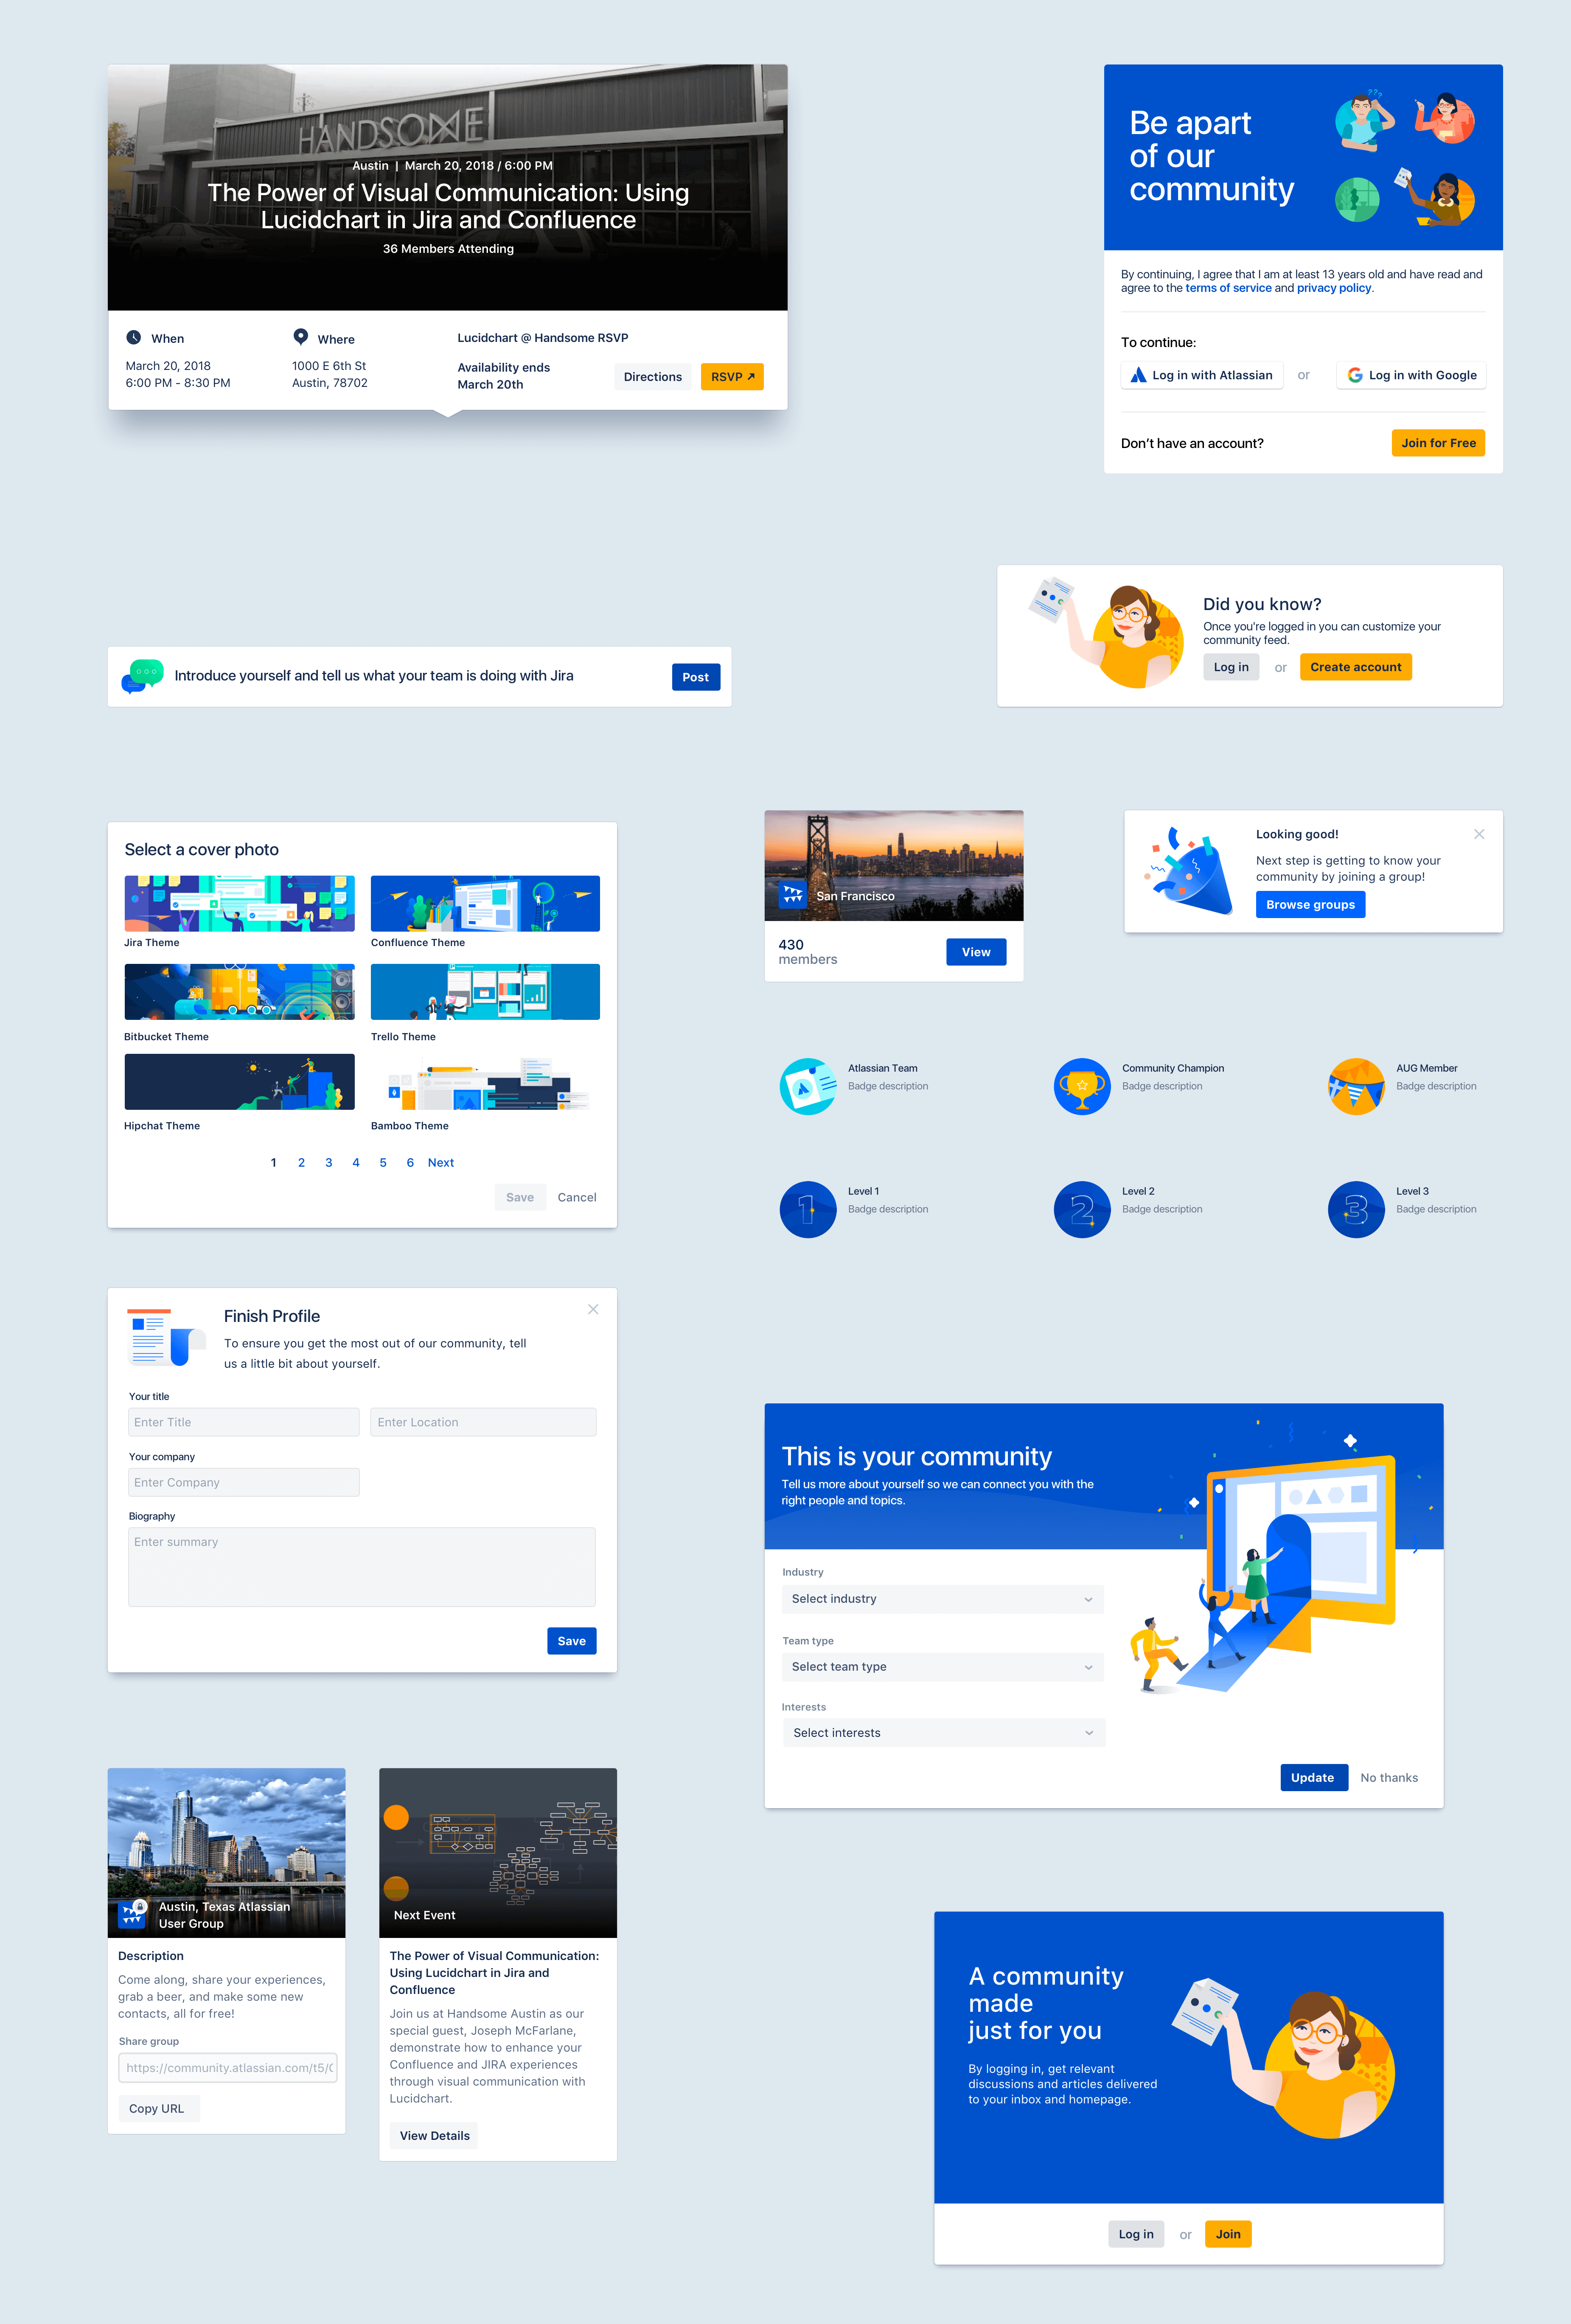 HANDSOME
Austin | March 20, 2018 / 6:00 PM
The Power of Visual Communication: Using
Lucidchart in Jira and Confluence
36 Members Attending
When
March 20, 2018
6:00 PM - 8:30 PM
Where
1000 E 6th St
Austin, 78702
Lucidchart @ Handsome RSVP
Availability ends
March 20th
Directions
RSVP
Be apart
of our
community
???
By continuing, I agree that I am at least 13 years old and have read and
agree to the terms of service and privacy policy.
To continue:
Log in with Atlassian
or
Log in with Google
Don't have an account?
Join for Free
Introduce yourself and tell us what your team is doing with Jira
Post
Did you know?
Once you're logged in you can customize your
community feed.
Log in
or
Create account
Select a cover photo
Jira Theme
Confluence Theme
Bitbucket Theme
Trello Theme
Hipchat Theme
Bamboo Theme
1 2 3 4 5 6 Next
Save
Cancel
San Francisco
430
members
View
Looking good!
Next step is getting to know your
community by joining a group!
Browse groups
Atlassian Team
Badge description
Community Champion
Badge description
AUG Member
Badge description
1
Level 1
Badge description
2
Level 2
Badge description
3
Level 3
Badge description
Finish Profile
To ensure you get the most out of our community, tell
us a little bit about yourself.
Your title
Enter Title
Enter Location
Your company
Enter Company
Biography
Enter summary
Save
This is your community
Tell us more about yourself so we can connect you with the
right people and topics.
Industry
Select industry
Team type
Select team type
Interests
Select interests
Update
No thanks
Austin, Texas Atlassian
User Group
Description
Come along, share your experiences,
grab a beer, and make some new
contacts, all for free!
Share group
https://community.atlassian.com/t5/
Copy URL
Next Event
The Power of Visual Communication:
Using Lucidchart in Jira and
Confluence
Join us at Handsome Austin as our
special guest, Joseph McFarlane,
demonstrate how to enhance your
Confluence and JIRA experiences
through visual communication with
Lucidchart.
View Details
A community
made
just for you
By logging in, get relevant
discussions and articles delivered
to your inbox and homepage.
Log in
or
Join